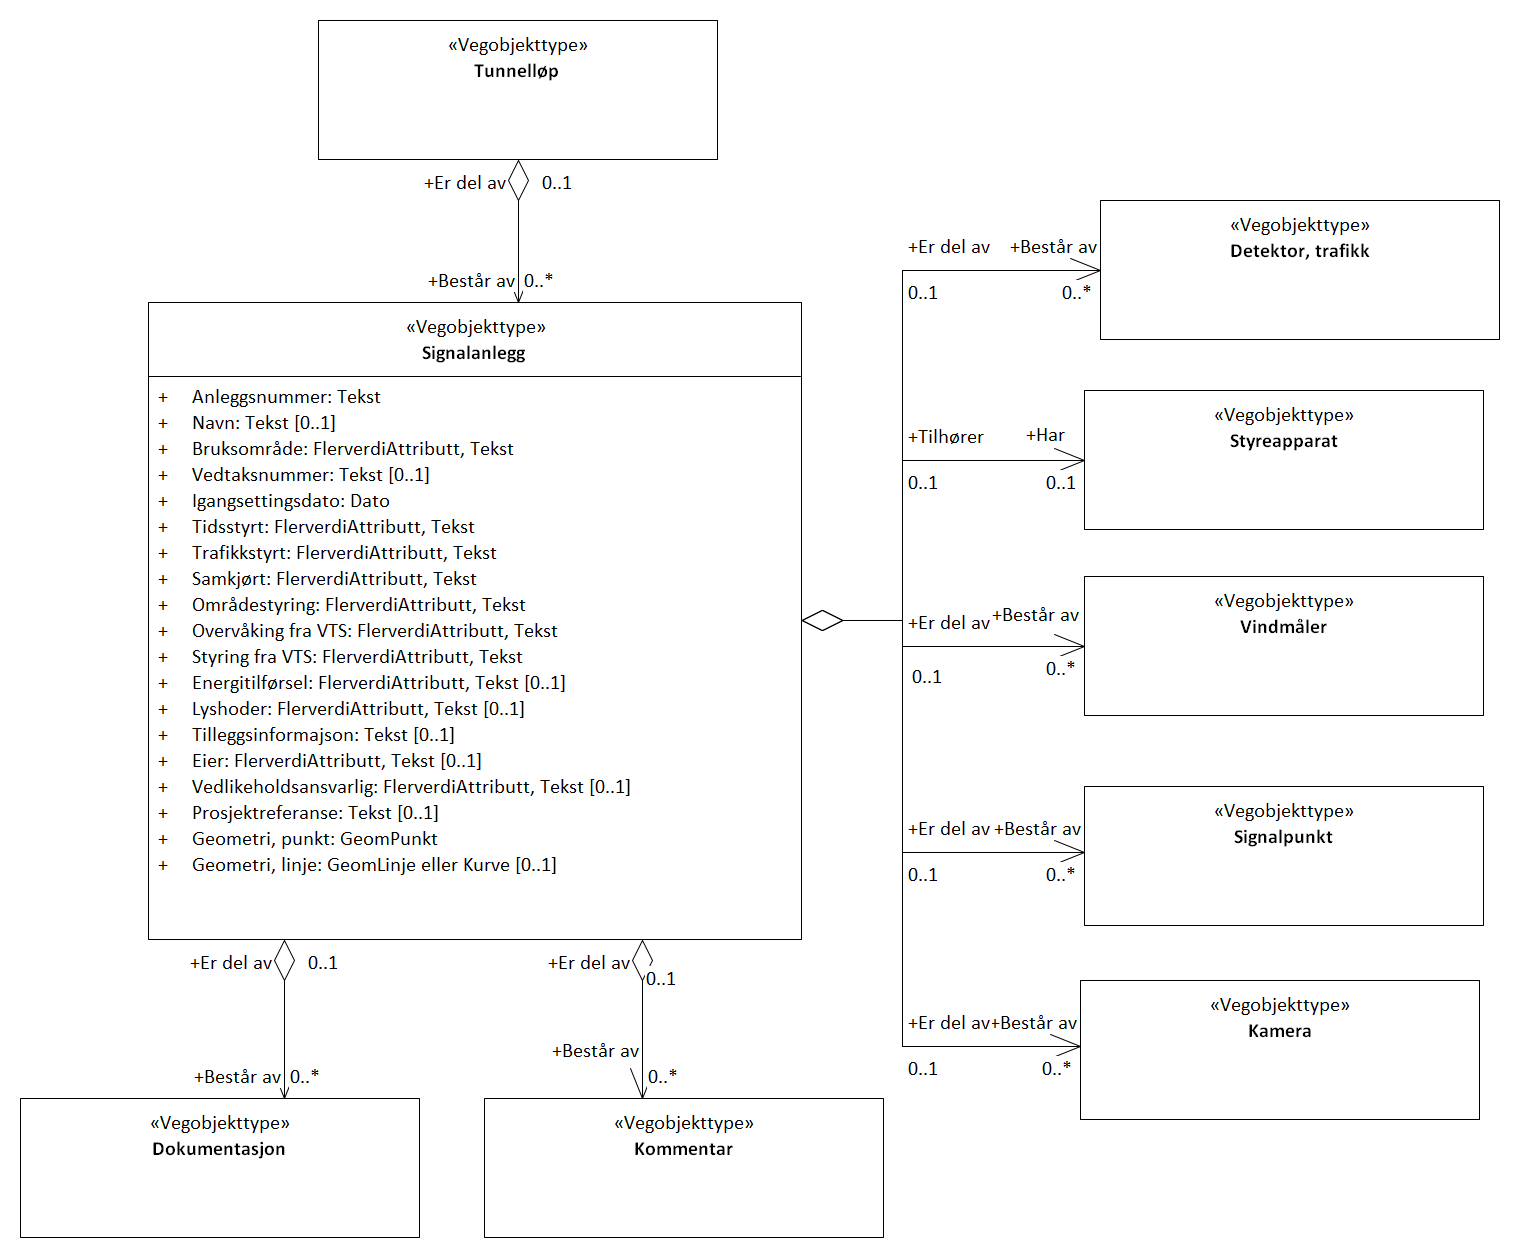 «Vegobjekttype»
Tunnelløp
+Er del av 0..1
+Består av 0..*
«Vegobjekttype»
Signalanlegg
+ Anleggsnummer: Tekst
+ Navn: Tekst [0..1]
+ Bruksområde: FlerverdiAttributt, Tekst
+ Vedtaksnummer: Tekst [0..1]
+ Igangsettingsdato: Dato
+ Tidsstyrt: FlerverdiAttributt, Tekst
+ Trafikkstyrt: FlerverdiAttributt, Tekst
+ Samkjørt: FlerverdiAttributt, Tekst
+ Områdestyring: FlerverdiAttributt, Tekst
+ Overvåking fra VTS: FlerverdiAttributt, Tekst
+ Styring fra VTS: FlerverdiAttributt, Tekst
+ Energitilførsel: FlerverdiAttributt, Tekst [0..1]
+ Lyshoder: FlerverdiAttributt, Tekst [0..1]
+ Tilleggsinformajson: Tekst [0..1]
+ Eier: FlerverdiAttributt, Tekst [0..1]
+ Vedlikeholdsansvarlig: FlerverdiAttributt, Tekst [0..1]
+ Prosjektreferanse: Tekst [0..1]
+ Geometri, punkt: GeomPunkt
+ Geometri, linje: GeomLinje eller Kurve [0..1]
+Er del av +Består av
0..1 0..*
«Vegobjekttype»
Detektor, trafikk
+Tilhører +Har
0..1 0..1
«Vegobjekttype»
Styreapparat
+Er del av +Består av
0..1 0..*
«Vegobjekttype»
Vindmåler
+Er del av +Består av
0..1 0..*
«Vegobjekttype»
Signalpunkt
+Er del av +Består av
0..1 0..*
«Vegobjekttype»
Kamera
+Er del av 0..1
+Består av 0..*
«Vegobjekttype»
Dokumentasjon
+Er del av 0..1
+Består av 0..*
«Vegobjekttype»
Kommentar